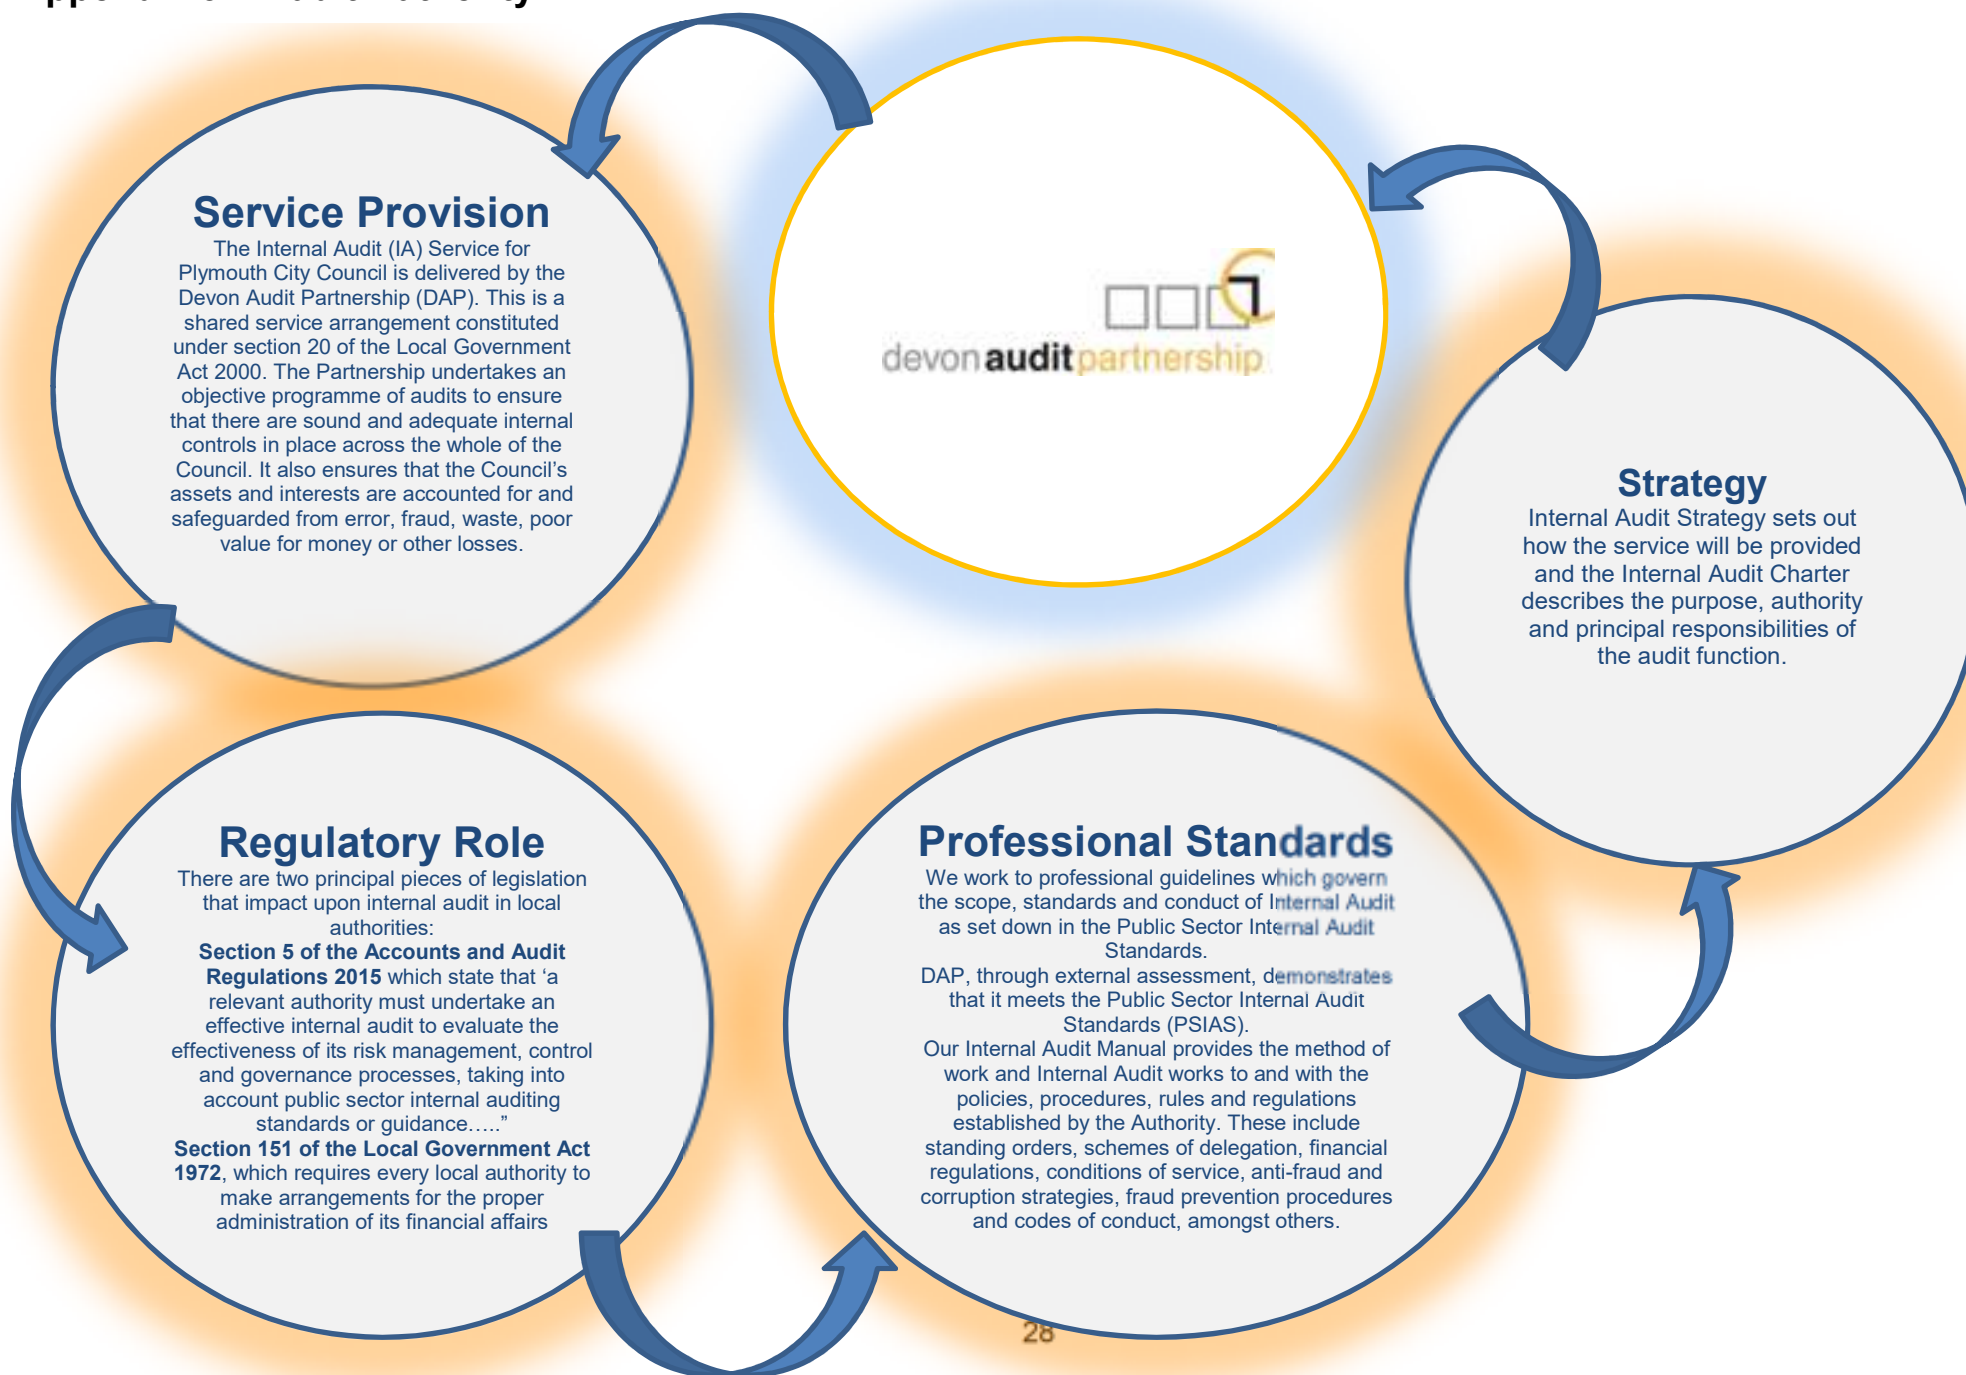 Service Provision
The Internal Audit (IA) Service for
Plymouth City Council is delivered by the
Devon Audit Partnership (DAP). This is a
shared service arrangement constituted
under section 20 of the Local Government
Act 2000. The Partnership undertakes an
objective programme of audits to ensure
that there are sound and adequate internal
controls in place across the whole of the
Council. It also ensures that the Council’s
assets and interests are accounted for and
safeguarded from error, fraud, waste, poor
value for money or other losses.
devonauditpartnership
Strategy
Internal Audit Strategy sets out
how the service will be provided
and the Internal Audit Charter
describes the purpose, authority
and principal responsibilities of
the audit function.
Regulatory Role
There are two principal pieces of legislation
that impact upon internal audit in local
authorities:
Section 5 of the Accounts and Audit
Regulations 2015 which state that ‘a
relevant authority must undertake an
effective internal audit to evaluate the
effectiveness of its risk management, control
and governance processes, taking into
account public sector internal auditing
standards or guidance…..”
Section 151 of the Local Government Act
1972, which requires every local authority to
make arrangements for the proper
administration of its financial affairs
Professional Standards
We work to professional guidelines which govern
the scope, standards and conduct of Internal Audit
as set down in the Public Sector Internal Audit
Standards.
DAP, through external assessment, demonstrates
that it meets the Public Sector Internal Audit
Standards (PSIAS).
Our Internal Audit Manual provides the method of
work and Internal Audit works to and with the
policies, procedures, rules and regulations
established by the Authority. These include
standing orders, schemes of delegation, financial
regulations, conditions of service, anti-fraud and
corruption strategies, fraud prevention procedures
and codes of conduct, amongst others.
28